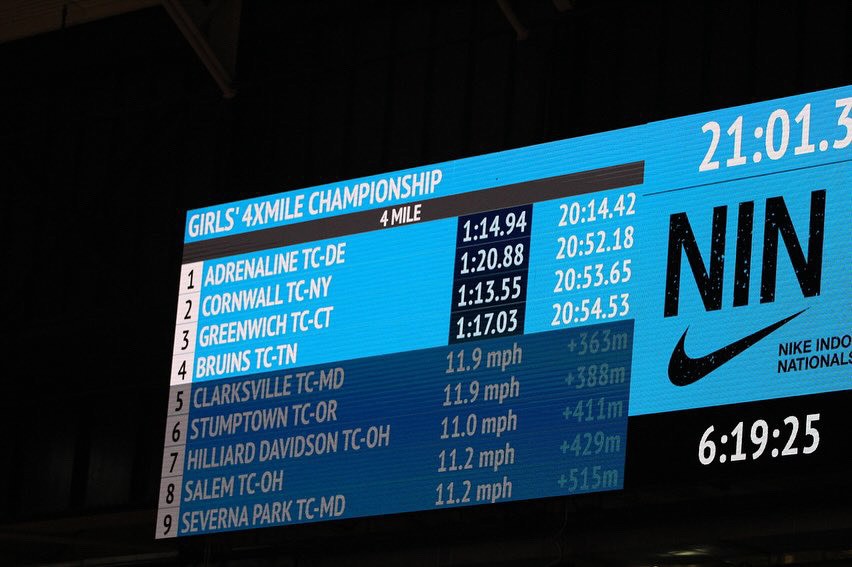 GIRLS' 4XMILE CHAMPIONSHIP
4 MILE
1 ADRENALINE TC-DE 1:14.94 20:14.42
2 CORNWALL TC-NY 1:20.88 20:52.18
3 GREENWICH TC-CT 1:13.55 20:53.65
4 BRUINS TC-TN 1:17.03 20:54.53
5 CLARKSVILLE TC-MD 11.9 mph +363m
6 STUMPTOWN TC-OR 11.9 mph +388m
7 HILLIARD DAVIDSON TC-OH 11.0 mph +411m
8 SALEM TC-OH 11.2 mph +429m
9 SEVERNA PARK TC-MD 11.2 mph +515m
21:01.3
NIN
NIKE INDO
NATIONALS
6:19:25